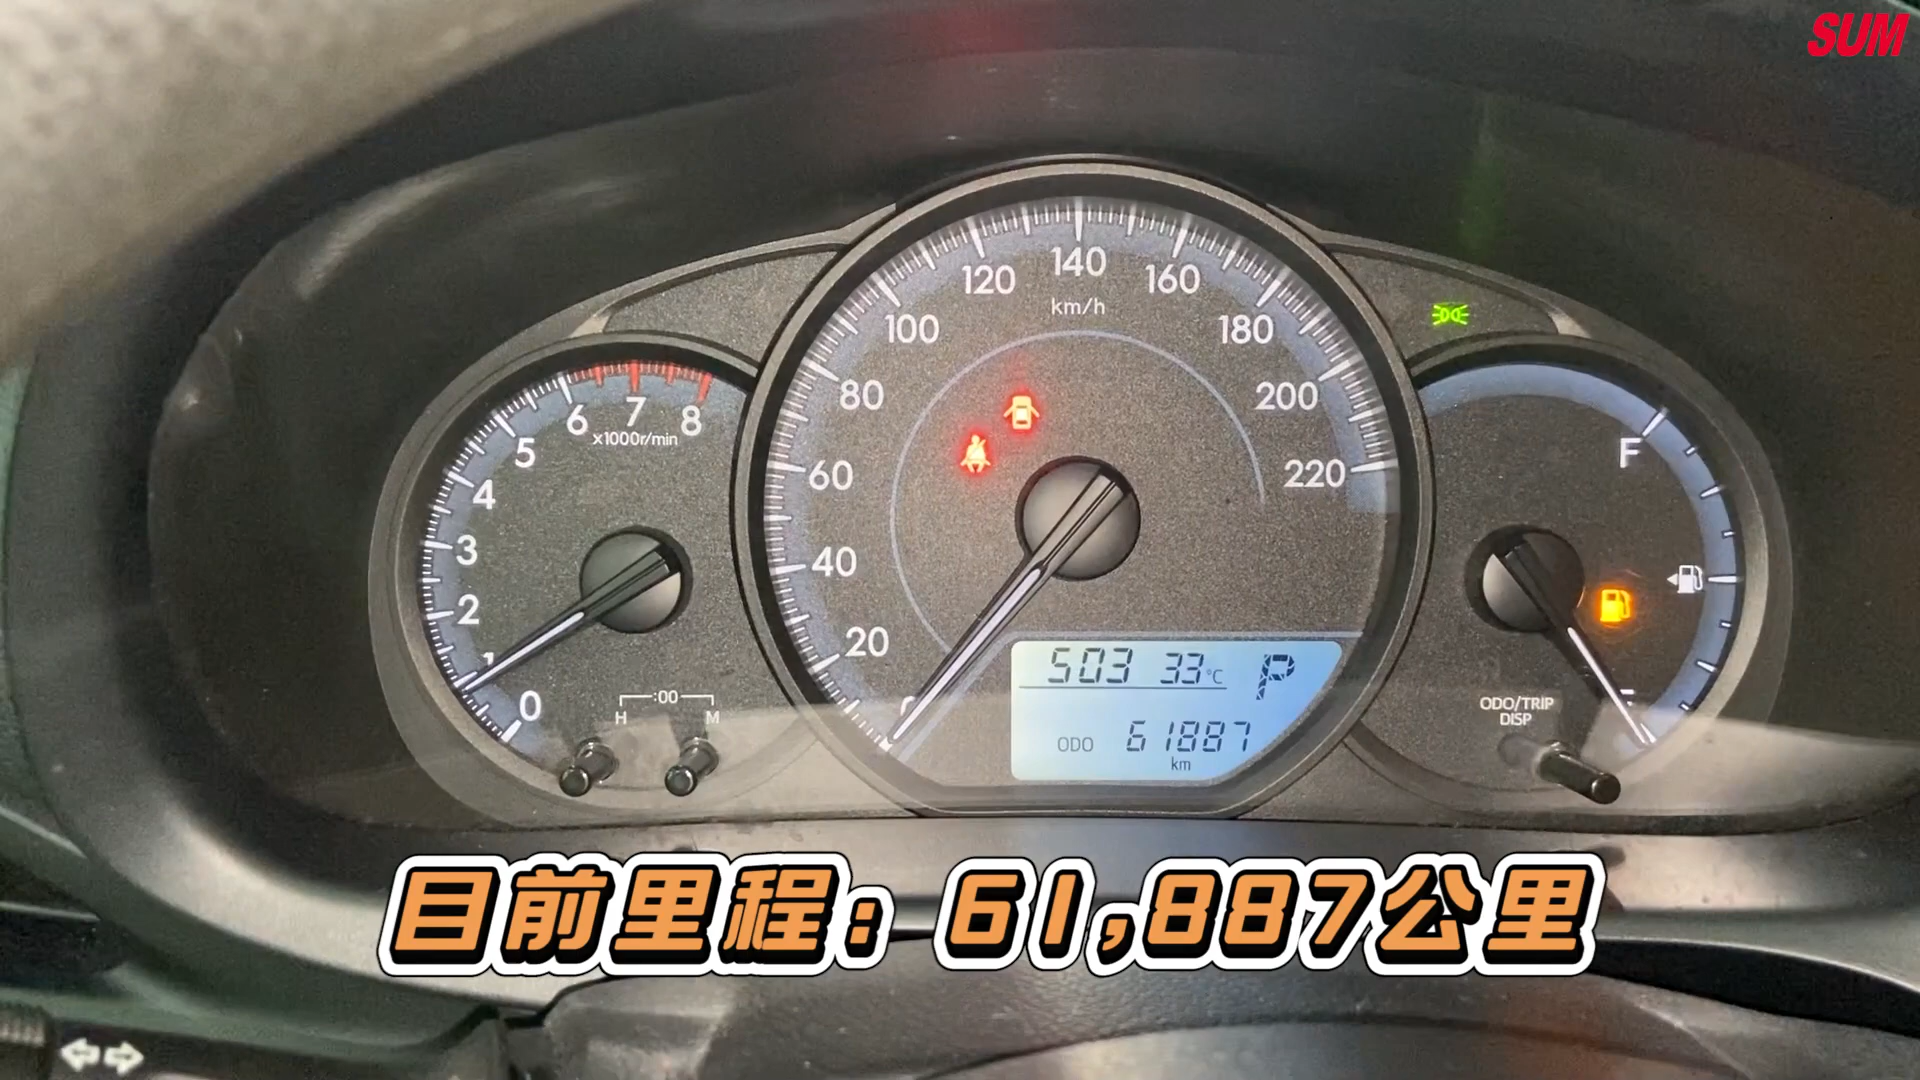 SUM
120 140 160
km/h
100 180
80 200
60 220
40
20
6 7 8
x1000r/min
5
4
3
2
1
0
:00
H M
F
503 33°C P
ODO 61887
km
ODO/TRIP
DISP
目前里程：61,887公里